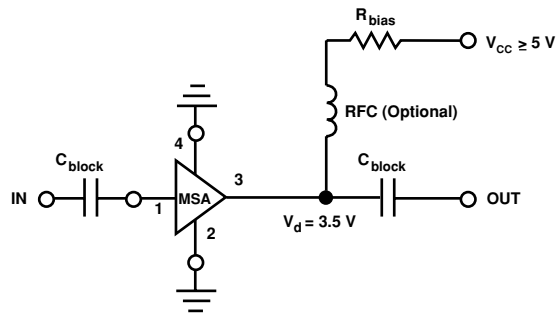 R_bias
V_CC ≥ 5 V
RFC (Optional)
4
C_block
C_block
3
IN
MSA
OUT
1
2
V_d = 3.5 V